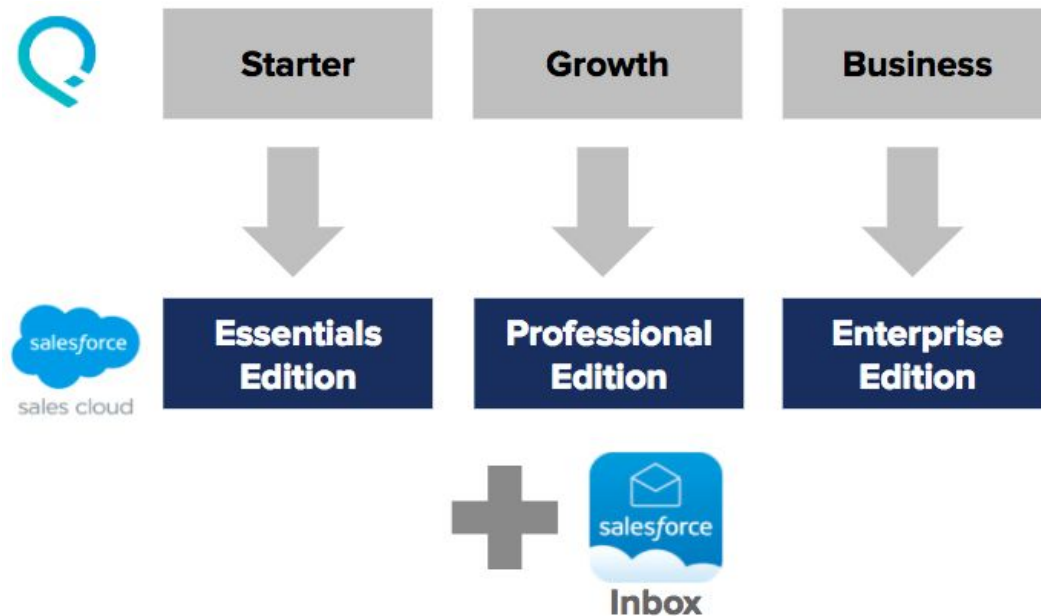 Starter
Growth
Business
salesforce
sales cloud
Essentials
Edition
Professional
Edition
Enterprise
Edition
salesforce
Inbox